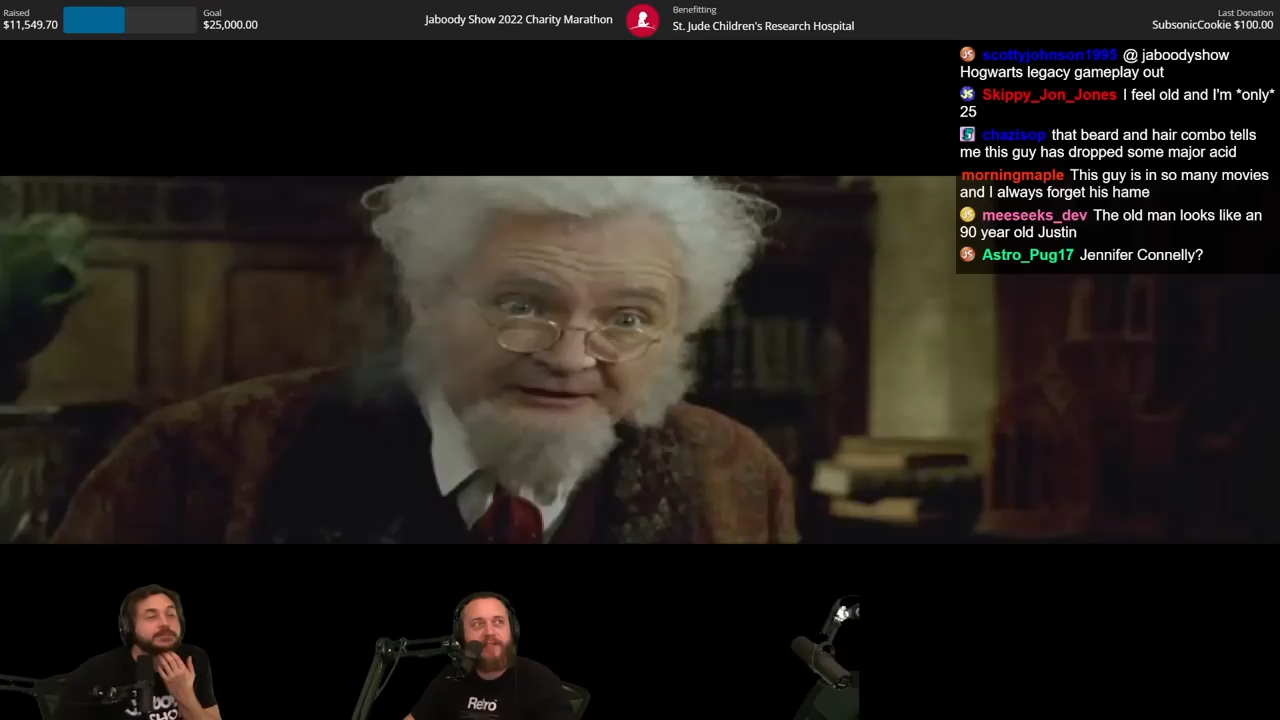 Raised
$11,549.70
Goal
$25,000.00
Jaboody Show 2022 Charity Marathon
Benefitting
St. Jude Children's Research Hospital
Last Donation
SubsonicCookie $100.00
scottyjohnson1995 @ jaboodyshow
Hogwarts legacy gameplay out
Skippy_Jon_Jones I feel old and I'm *only*
25
chazisop that beard and hair combo tells
me this guy has dropped some major acid
morningmaple This guy is in so many movies
and I always forget his hame
meeseeks_dev The old man looks like an
90 year old Justin
Astro_Pug17 Jennifer Connelly?
Retro